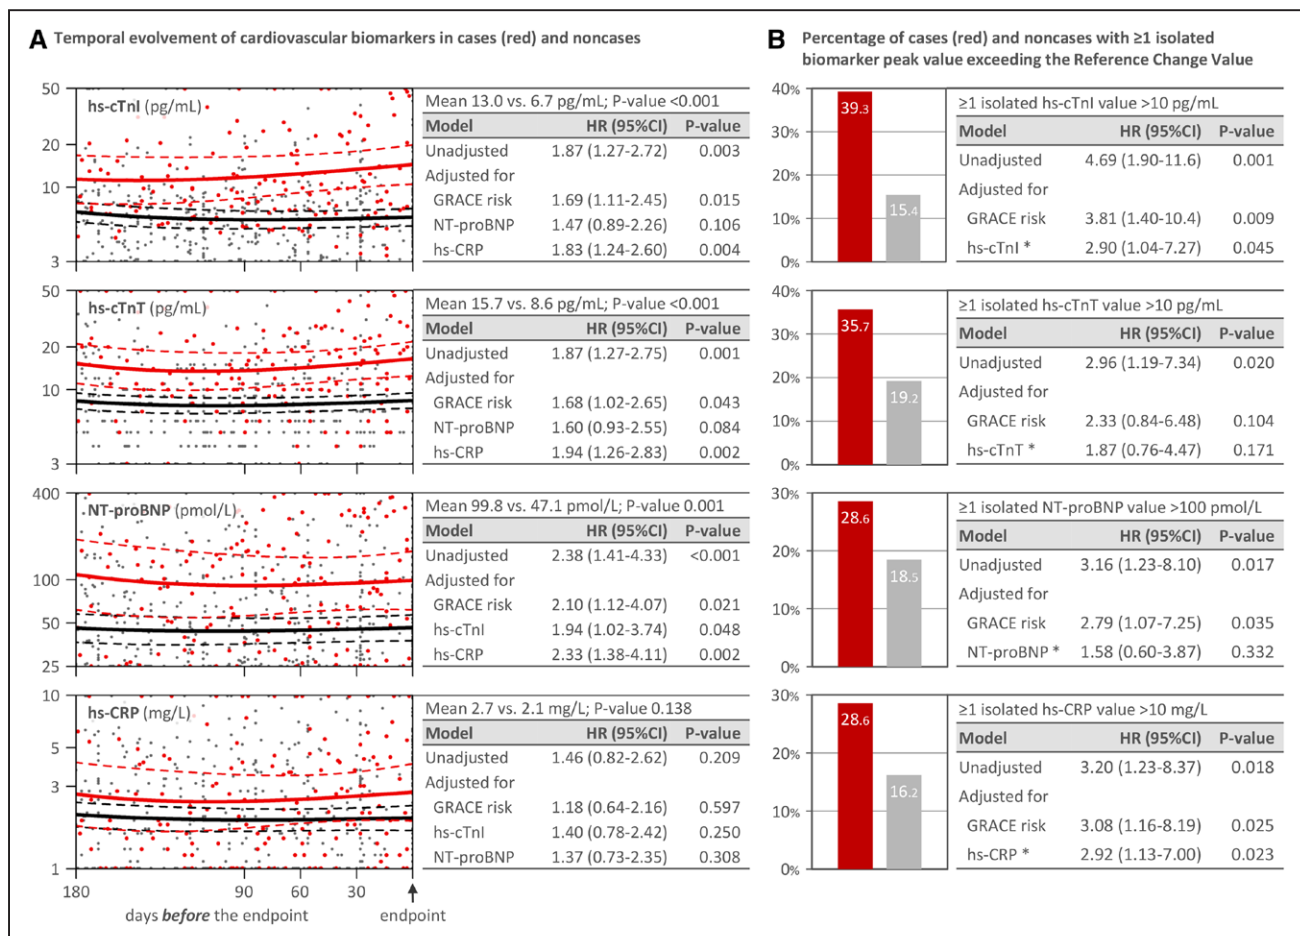 A Temporal evolvement of cardiovascular biomarkers in cases (red) and noncases
50
20
10
3
hs-cTnI (pg/mL)
Mean 13.0 vs. 6.7 pg/mL; P-value <0.001
Model HR (95%CI) P-value
Unadjusted 1.87 (1.27-2.72) 0.003
Adjusted for
GRACE risk 1.69 (1.11-2.45) 0.015
NT-proBNP 1.47 (0.89-2.26) 0.106
hs-CRP 1.83 (1.24-2.60) 0.004
50
20
10
3
hs-cTnT (pg/mL)
Mean 15.7 vs. 8.6 pg/mL; P-value <0.001
Model HR (95%CI) P-value
Unadjusted 1.87 (1.27-2.75) 0.001
Adjusted for
GRACE risk 1.68 (1.02-2.65) 0.043
NT-proBNP 1.60 (0.93-2.55) 0.084
hs-CRP 1.94 (1.26-2.83) 0.002
400
100
50
25
NT-proBNP (pmol/L)
Mean 99.8 vs. 47.1 pmol/L; P-value 0.001
Model HR (95%CI) P-value
Unadjusted 2.38 (1.41-4.33) <0.001
Adjusted for
GRACE risk 2.10 (1.12-4.07) 0.021
hs-cTnI 1.94 (1.02-3.74) 0.048
hs-CRP 2.33 (1.38-4.11) 0.002
10
5
3
1
hs-CRP (mg/L)
Mean 2.7 vs. 2.1 mg/L; P-value 0.138
Model HR (95%CI) P-value
Unadjusted 1.46 (0.82-2.62) 0.209
Adjusted for
GRACE risk 1.18 (0.64-2.16) 0.597
hs-cTnI 1.40 (0.78-2.42) 0.250
NT-proBNP 1.37 (0.73-2.35) 0.308
180 90 60 30
days before the endpoint endpoint
B Percentage of cases (red) and noncases with ≥1 isolated
biomarker peak value exceeding the Reference Change Value
40%
30%
20%
10%
0%
39.3
15.4
≥1 isolated hs-cTnI value >10 pg/mL
Model HR (95%CI) P-value
Unadjusted 4.69 (1.90-11.6) 0.001
Adjusted for
GRACE risk 3.81 (1.40-10.4) 0.009
hs-cTnI * 2.90 (1.04-7.27) 0.045
40%
30%
20%
10%
0%
35.7
19.2
≥1 isolated hs-cTnT value >10 pg/mL
Model HR (95%CI) P-value
Unadjusted 2.96 (1.19-7.34) 0.020
Adjusted for
GRACE risk 2.33 (0.84-6.48) 0.104
hs-cTnT * 1.87 (0.76-4.47) 0.171
30%
20%
10%
0%
28.6
18.5
≥1 isolated NT-proBNP value >100 pmol/L
Model HR (95%CI) P-value
Unadjusted 3.16 (1.23-8.10) 0.017
Adjusted for
GRACE risk 2.79 (1.07-7.25) 0.035
NT-proBNP * 1.58 (0.60-3.87) 0.332
30%
20%
10%
0%
28.6
16.2
≥1 isolated hs-CRP value >10 mg/L
Model HR (95%CI) P-value
Unadjusted 3.20 (1.23-8.37) 0.018
Adjusted for
GRACE risk 3.08 (1.16-8.19) 0.025
hs-CRP * 2.92 (1.13-7.00) 0.023